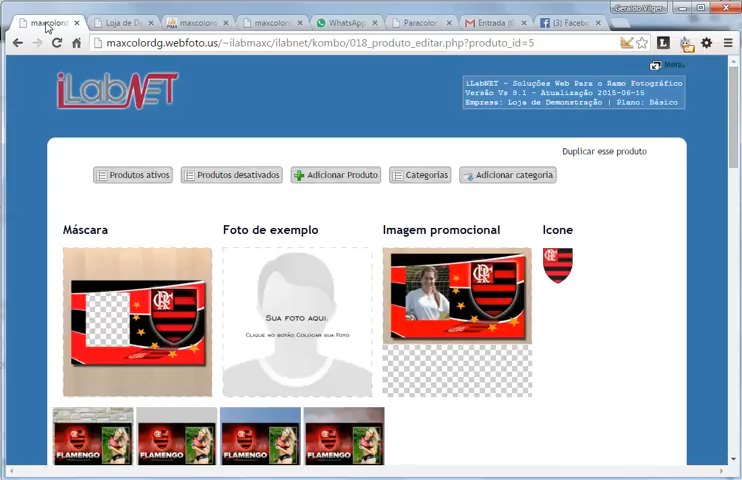 Geraldo Vilger
maxcolord
Loja de D
maxcolord
maxcolord
WhatsApp
Paracolor
Entrada (6
(3) Faceb
maxcolordg.webfoto.us/~ilabmaxc/ilabnet/kombo/018_produto_editar.php?produto_id=5
Menu
iLabNET
iLabNET - Soluções Web Para o Ramo Fotográfico
Versão Vs 8.1 - Atualização 2015-06-15
Empresa: Loja de Demonstração | Plano: Básico
Duplicar esse produto
Produtos ativos
Produtos desativados
Adicionar Produto
Categorias
Adicionar categoria
Máscara
Foto de exemplo
Imagem promocional
Icone
Sua foto aqui.
Clique no botão Colocar sua Foto
FLAMENGO
FLAMENGO
FLAMENGO
FLAMENGO